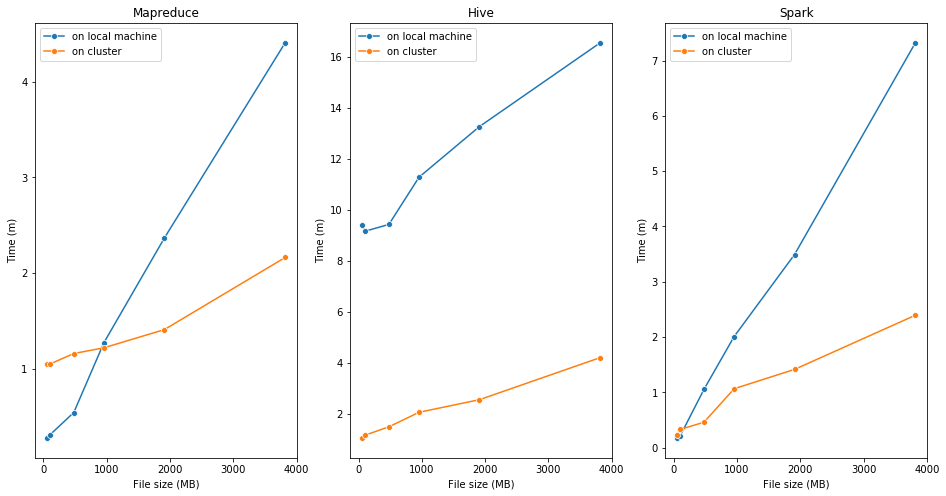 Mapreduce
on local machine
on cluster
4
3
2
1
Time (m)
0
1000
2000
3000
4000
File size (MB)
Hive
on local machine
on cluster
16
14
12
10
8
6
4
2
Time (m)
0
1000
2000
3000
4000
File size (MB)
Spark
on local machine
on cluster
7
6
5
4
3
2
1
0
Time (m)
0
1000
2000
3000
4000
File size (MB)